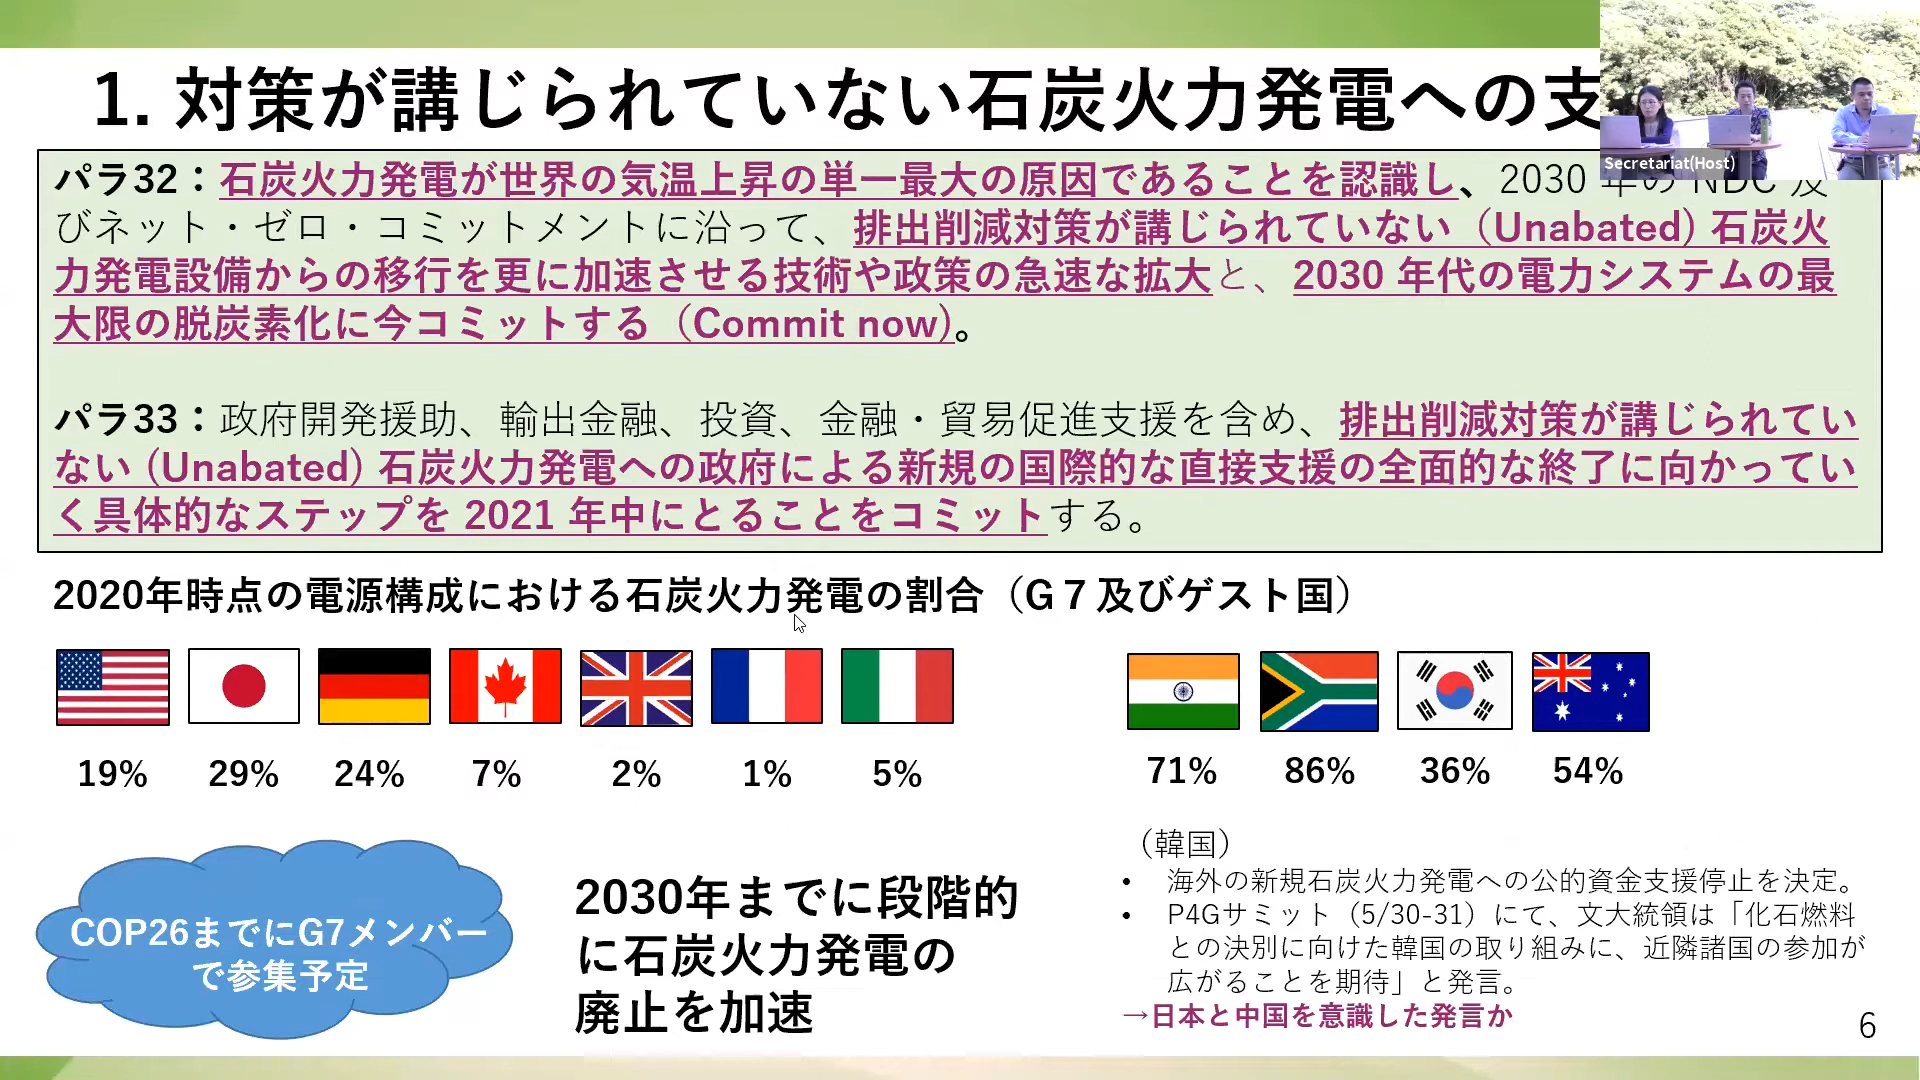 1. 対策が講じられていない石炭火力発電への支
Secretariat(Host)
パラ32：石炭火力発電が世界の気温上昇の単一最大の原因であることを認識し、2030 年の NDC 及
びネット・ゼロ・コミットメントに沿って、排出削減対策が講じられていない（Unabated) 石炭火
力発電設備からの移行を更に加速させる技術や政策の急速な拡大と、2030 年代の電力システムの最
大限の脱炭素化に今コミットする（Commit now)。
パラ33：政府開発援助、輸出金融、投資、金融・貿易促進支援を含め、排出削減対策が講じられてい
ない (Unabated) 石炭火力発電への政府による新規の国際的な直接支援の全面的な終了に向かってい
く具体的なステップを 2021 年中にとることをコミットする。
2020年時点の電源構成における石炭火力発電の割合（G７及びゲスト国）
19% 29% 24% 7% 2% 1% 5% 71% 86% 36% 54%
COP26までにG7メンバー
で参集予定
2030年までに段階的
に石炭火力発電の
廃止を加速
（韓国）
• 海外の新規石炭火力発電への公的資金支援停止を決定。
• P4Gサミット（5/30-31）にて、文大統領は「化石燃料
との決別に向けた韓国の取り組みに、近隣諸国の参加が
広がることを期待」と発言。
→日本と中国を意識した発言か
6